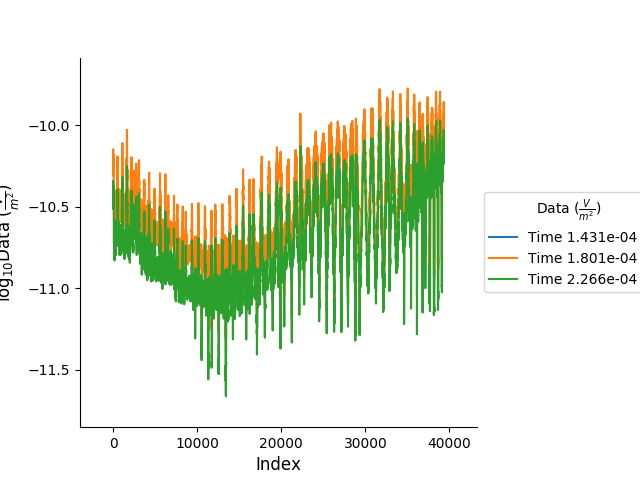 −10.0
−10.5
−11.0
−11.5
log₁₀Data (V/m²)
0 10000 20000 30000 40000
Index
Data (V/m²)
Time 1.431e-04
Time 1.801e-04
Time 2.266e-04